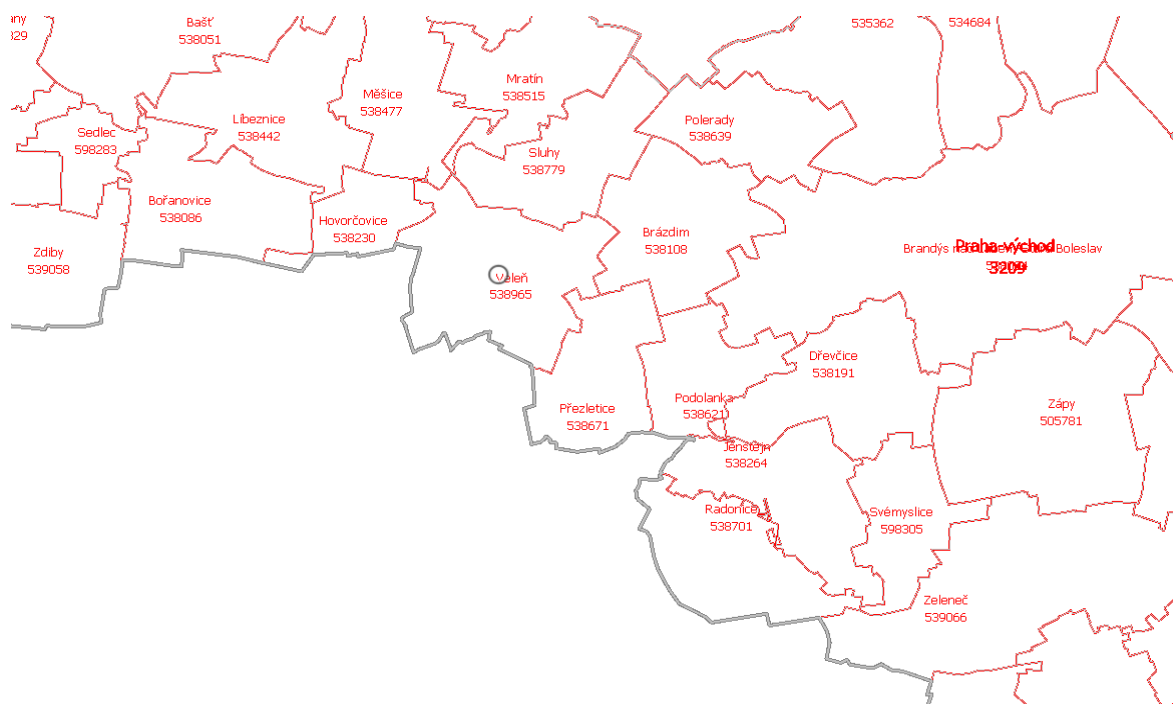 Bašť
538051
535362
534684
Mratín
538515
Měšice
538477
Líbeznice
538442
Polerady
538639
Sedlec
598283
Sluhy
538779
Bořanovice
538086
Hovorčovice
538230
Brázdim
538108
Zdiby
539058
Praha-východ
3209
Veleň
538965
Dřevčice
538191
Podolanka
538621
Přezletice
538671
Zápy
505781
Jenštejn
538264
Radonice
538701
Svémyslice
598305
Zeleneč
539066